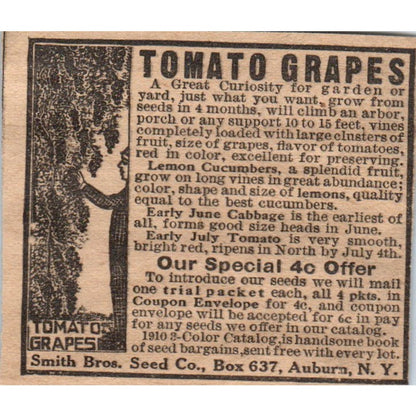 TOMATO GRAPES
A Great Curiosity for garden or
yard, just what you want, grow from
seeds in 4 months, will climb an arbor,
porch or any support 10 to 15 feet, vines
completely loaded with large clusters of
fruit, size of grapes, flavor of tomatoes,
red in color, excellent for preserving.
Lemon Cucumbers, a splendid fruit,
grow on long vines in great abundance;
color, shape and size of lemons, quality
equal to the best cucumbers.
Early June Cabbage is the earliest of
all, forms good size heads in June.
Early July Tomato is very smooth,
bright red, ripens in North by July 4th.
Our Special 4c Offer
To introduce our seeds we will mail
one trial packet each, all 4 pkts. in
Coupon Envelope for 4c, and coupon
envelope will be accepted for 6c in pay
for any seeds we offer in our catalog.
1910 3-Color Catalog, is handsome book
of seed bargains, sent free with every lot.
TOMATO
GRAPES
Smith Bros. Seed Co., Box 637, Auburn, N. Y.